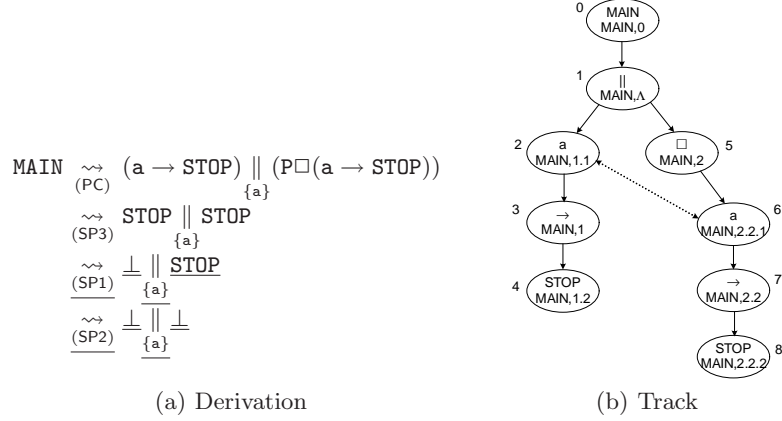 MAIN ⇝ (a → STOP) ∥ (P□(a → STOP))
(PC) {a}
⇝ STOP ∥ STOP
(SP3) {a}
⇝ ⊥ ∥ STOP
(SP1) {a}
⇝ ⊥ ∥ ⊥
(SP2) {a}
(a) Derivation
0
MAIN
MAIN,0
1
||
MAIN,Λ
2
a
MAIN,1.1
□
MAIN,2
5
3
→
MAIN,1
a
MAIN,2.2.1
6
4
STOP
MAIN,1.2
→
MAIN,2.2
7
STOP
MAIN,2.2.2
8
(b) Track